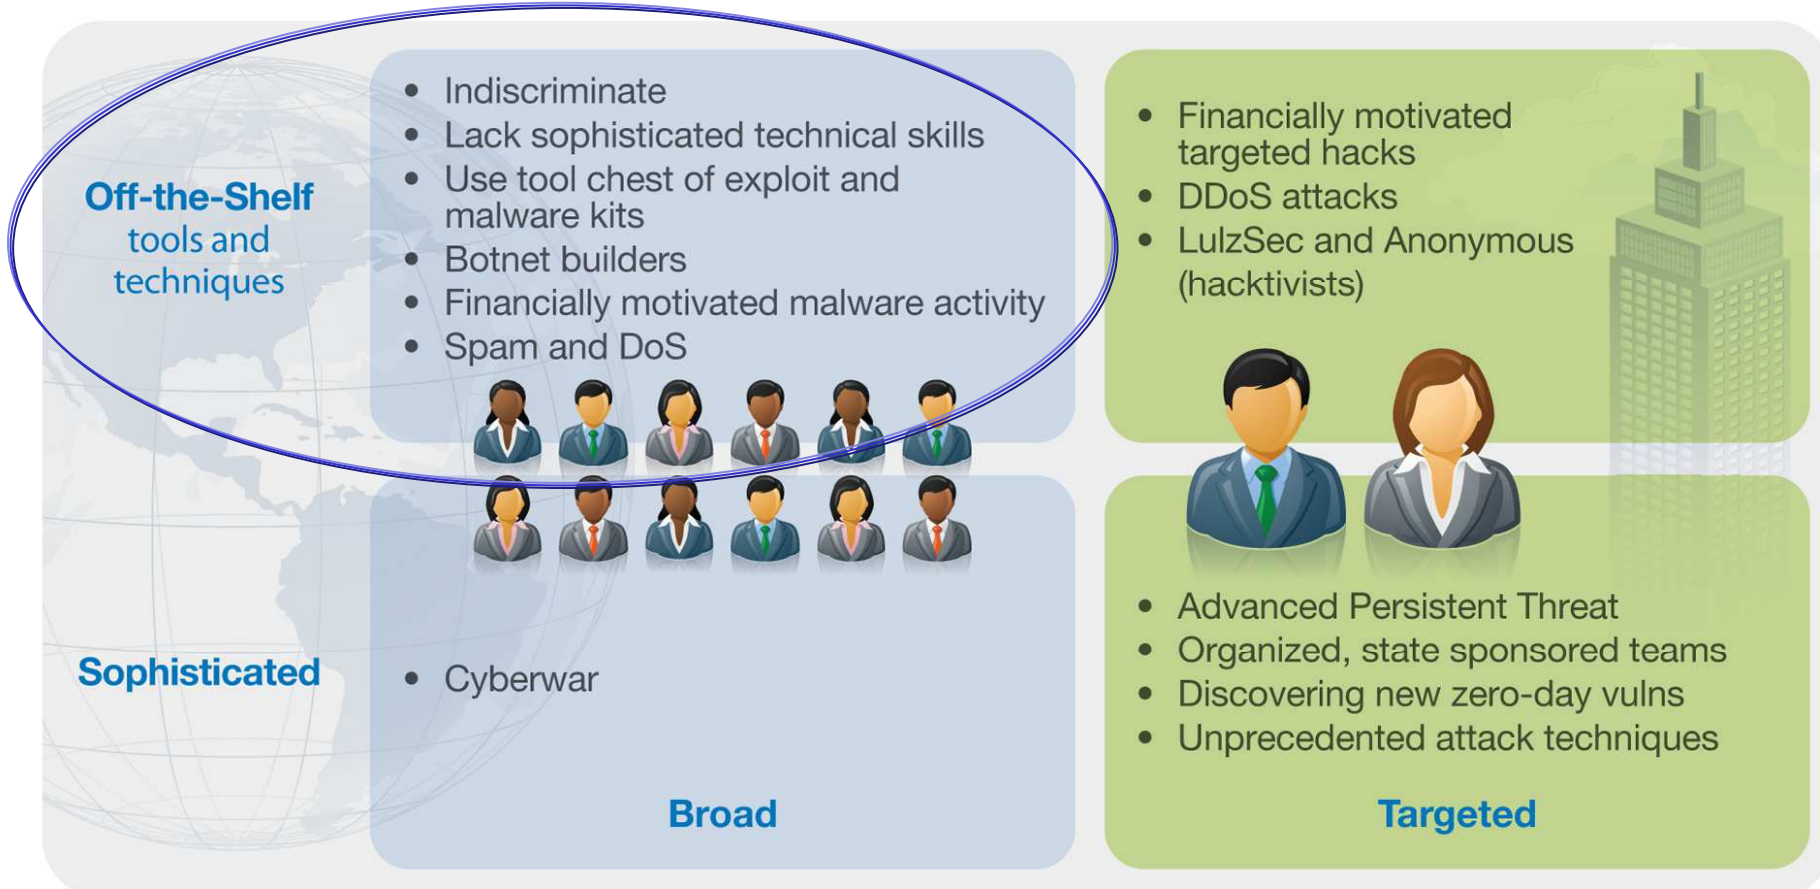 Off-the-Shelf
tools and
techniques
• Indiscriminate
• Lack sophisticated technical skills
• Use tool chest of exploit and
malware kits
• Botnet builders
• Financially motivated malware activity
• Spam and DoS
• Financially motivated
targeted hacks
• DDoS attacks
• LulzSec and Anonymous
(hacktivists)
Sophisticated
• Cyberwar
• Advanced Persistent Threat
• Organized, state sponsored teams
• Discovering new zero-day vulns
• Unprecedented attack techniques
Broad
Targeted